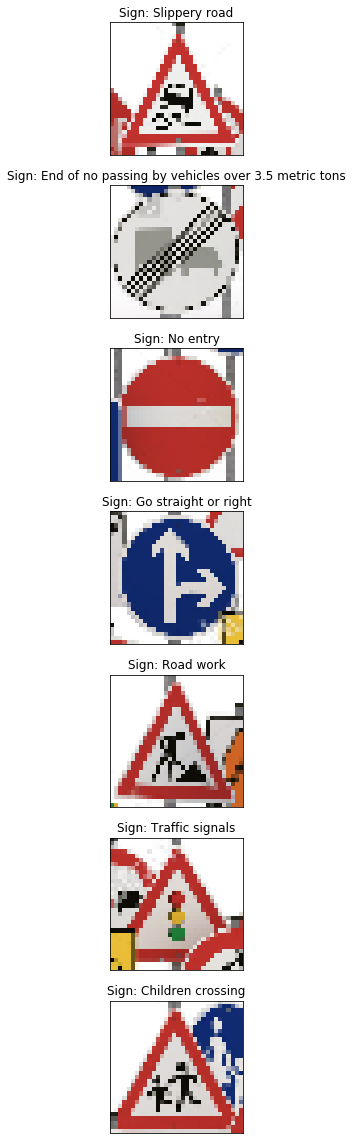 Sign: Slippery road
Sign: End of no passing by vehicles over 3.5 metric tons
Sign: No entry
Sign: Go straight or right
Sign: Road work
Sign: Traffic signals
Sign: Children crossing